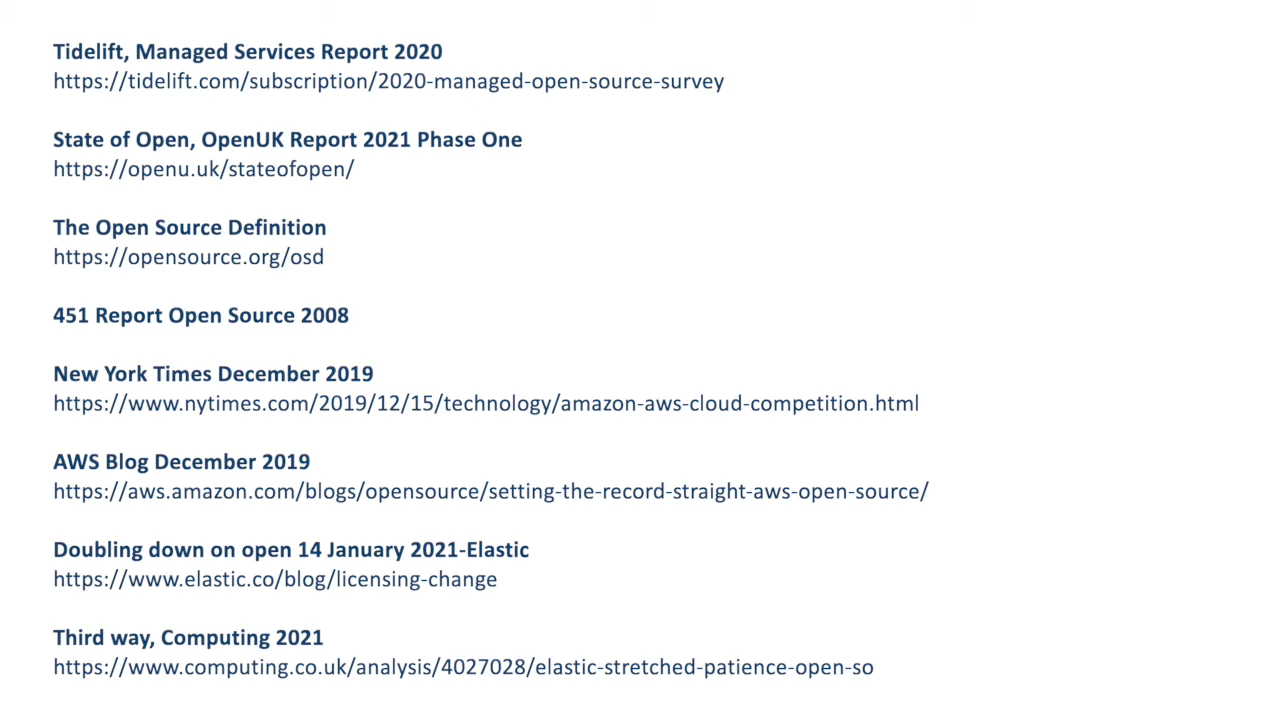 Tidelift, Managed Services Report 2020
https://tidelift.com/subscription/2020-managed-open-source-survey
State of Open, OpenUK Report 2021 Phase One
https://openu.uk/stateofopen/
The Open Source Definition
https://opensource.org/osd
451 Report Open Source 2008
New York Times December 2019
https://www.nytimes.com/2019/12/15/technology/amazon-aws-cloud-competition.html
AWS Blog December 2019
https://aws.amazon.com/blogs/opensource/setting-the-record-straight-aws-open-source/
Doubling down on open 14 January 2021-Elastic
https://www.elastic.co/blog/licensing-change
Third way, Computing 2021
https://www.computing.co.uk/analysis/4027028/elastic-stretched-patience-open-so